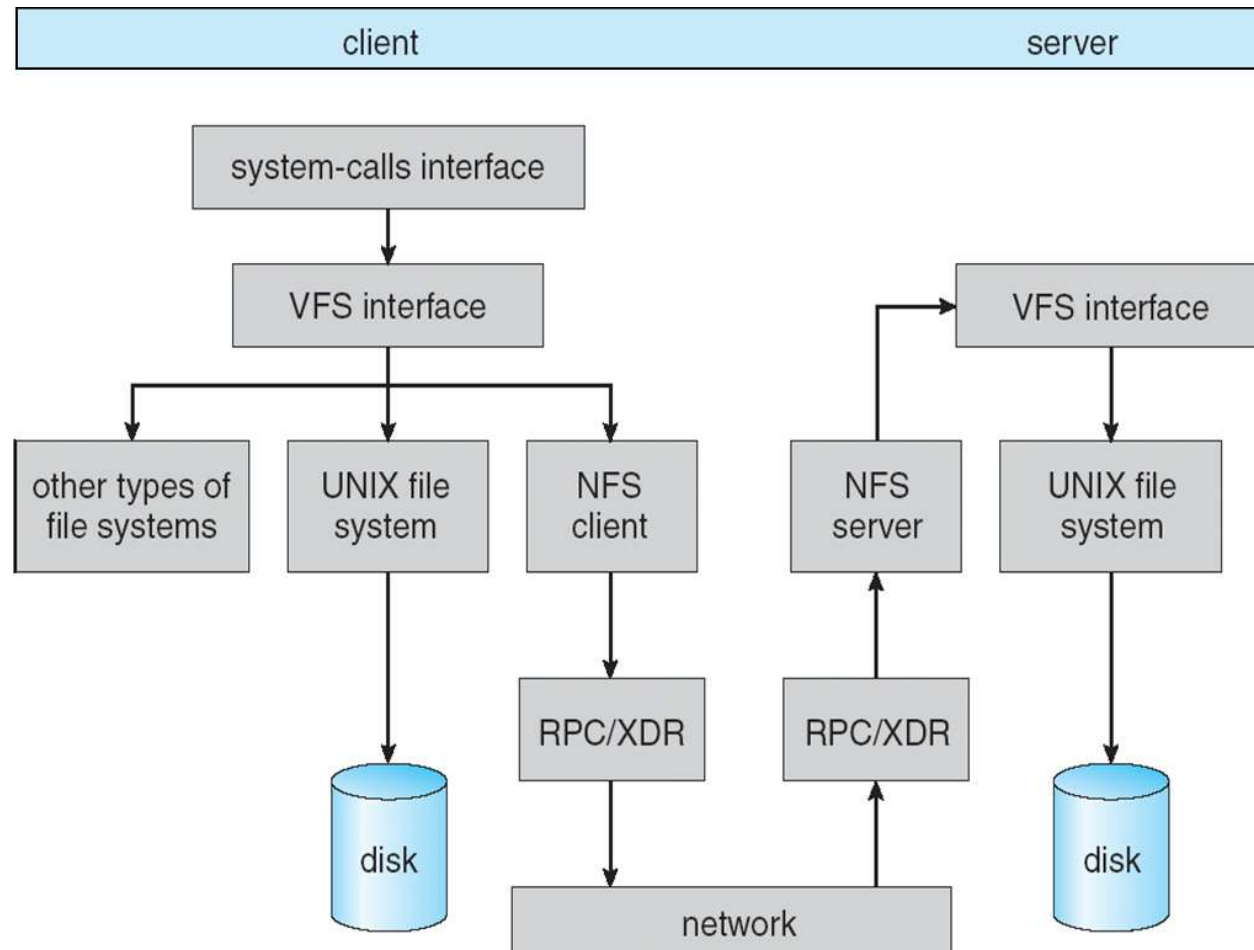 client
server
system-calls interface
VFS interface
VFS interface
other types of
file systems
UNIX file
system
NFS
client
NFS
server
UNIX file
system
RPC/XDR
RPC/XDR
disk
disk
network